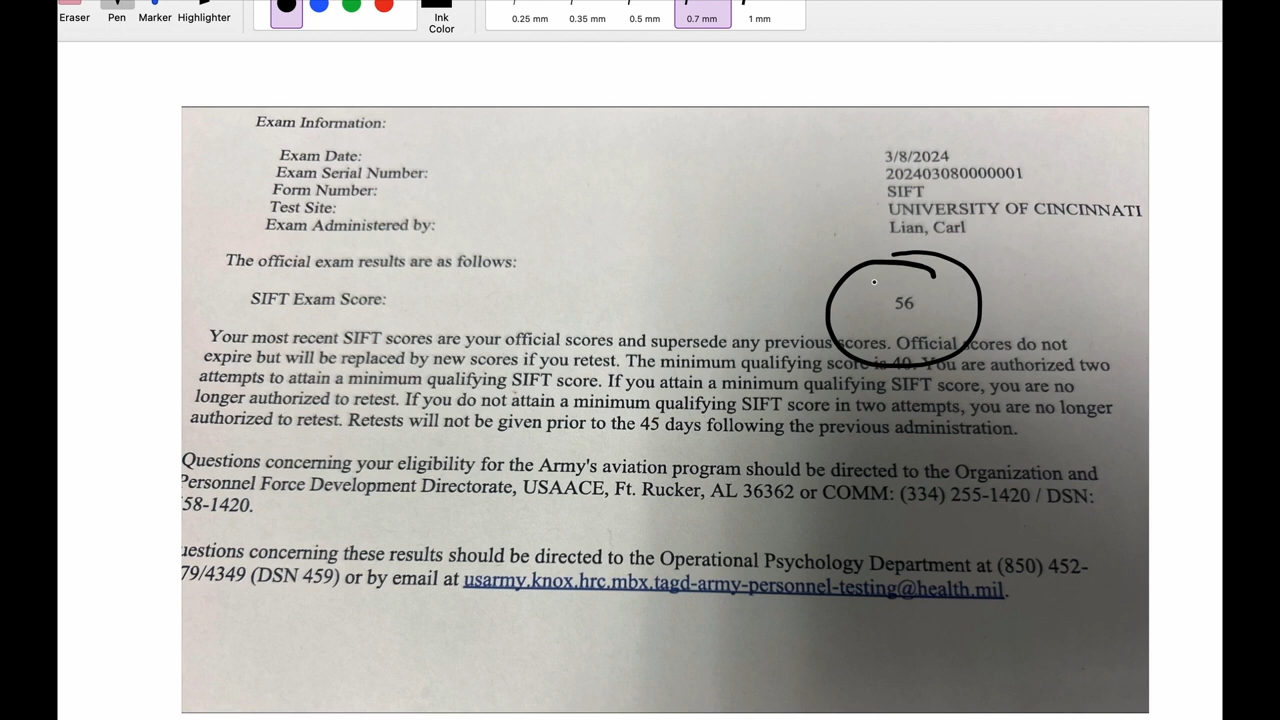 Eraser Pen Marker Highlighter Ink Color 0.25 mm 0.35 mm 0.5 mm 0.7 mm 1 mm
Exam Information:
Exam Date: 3/8/2024
Exam Serial Number: 202403080000001
Form Number: SIFT
Test Site: UNIVERSITY OF CINCINNATI
Exam Administered by: Lian, Carl
The official exam results are as follows:
SIFT Exam Score: 56
Your most recent SIFT scores are your official scores and supersede any previous scores. Official scores do not
expire but will be replaced by new scores if you retest. The minimum qualifying score is 40. You are authorized two
attempts to attain a minimum qualifying SIFT score. If you attain a minimum qualifying SIFT score, you are no
longer authorized to retest. If you do not attain a minimum qualifying SIFT score in two attempts, you are no longer
authorized to retest. Retests will not be given prior to the 45 days following the previous administration.
Questions concerning your eligibility for the Army's aviation program should be directed to the Organization and
Personnel Force Development Directorate, USAACE, Ft. Rucker, AL 36362 or COMM: (334) 255-1420 / DSN:
58-1420.
uestions concerning these results should be directed to the Operational Psychology Department at (850) 452-
79/4349 (DSN 459) or by email at usarmy.knox.hrc.mbx.tagd-army-personnel-testing@health.mil.